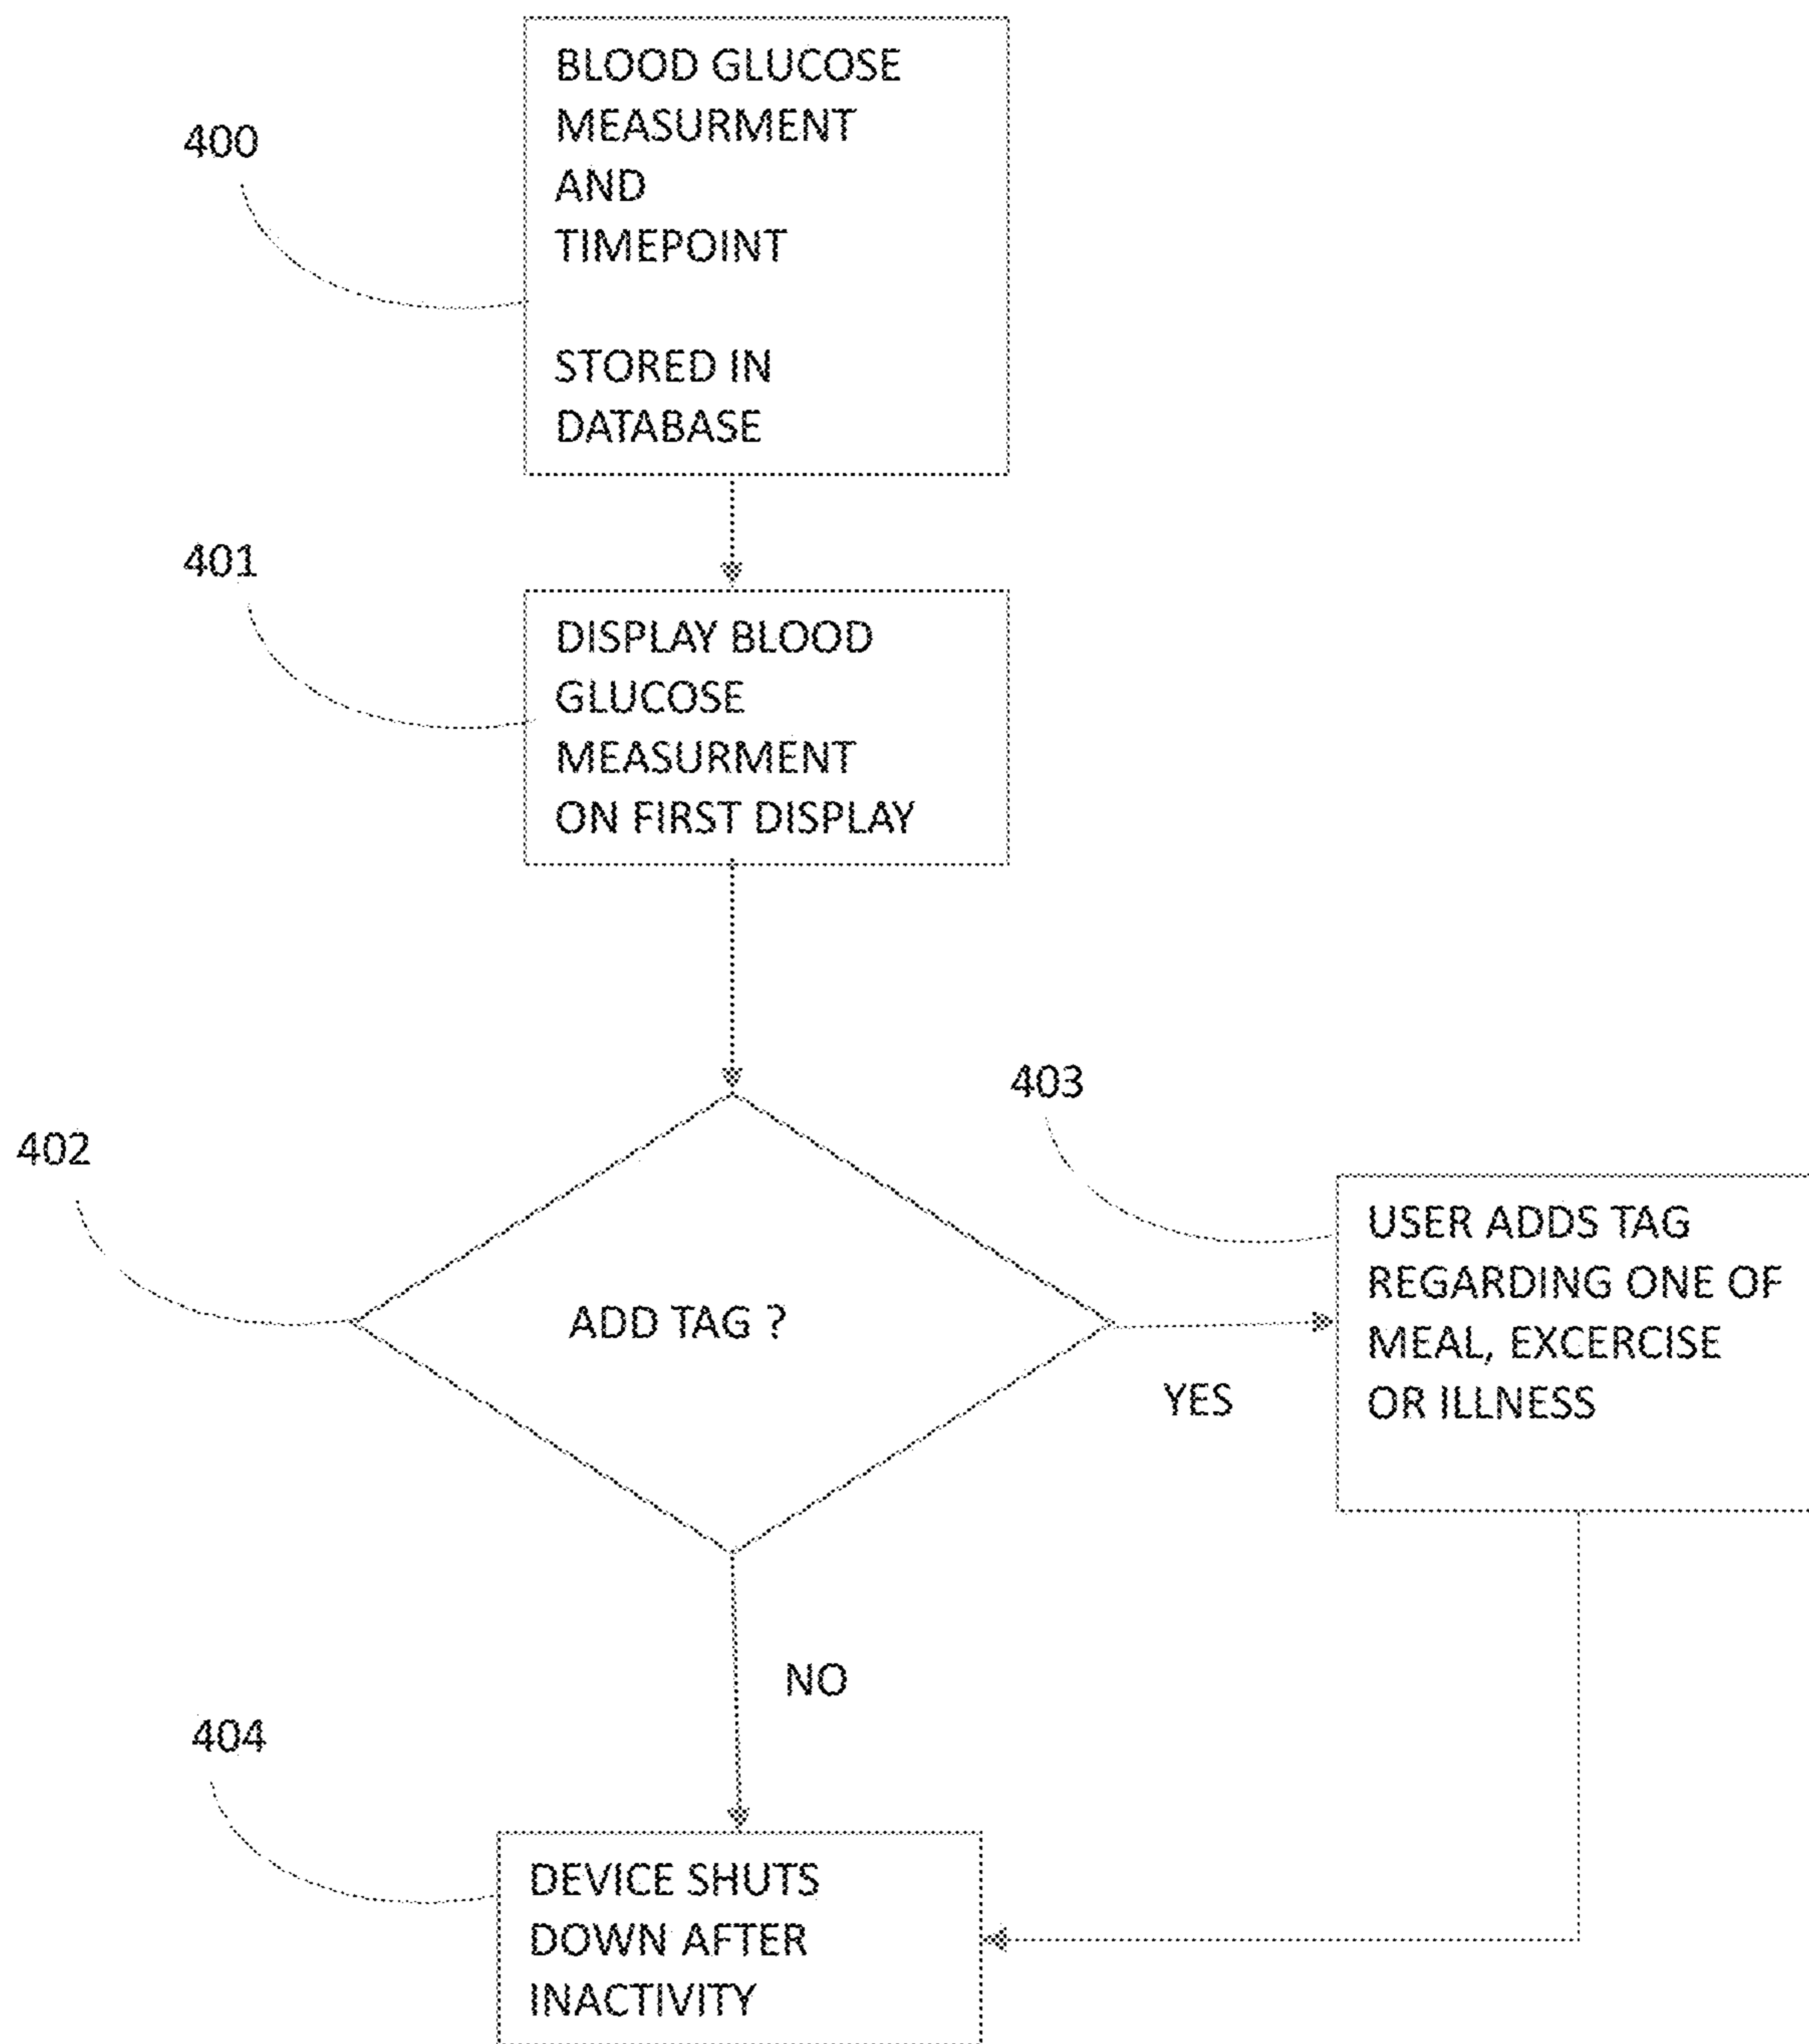 400
BLOOD GLUCOSE
MEASURMENT
AND
TIMEPOINT
STORED IN
DATABASE
401
DISPLAY BLOOD
GLUCOSE
MEASURMENT
ON FIRST DISPLAY
402
ADD TAG ?
403
YES
USER ADDS TAG
REGARDING ONE OF
MEAL, EXCERCISE
OR ILLNESS
NO
404
DEVICE SHUTS
DOWN AFTER
INACTIVITY